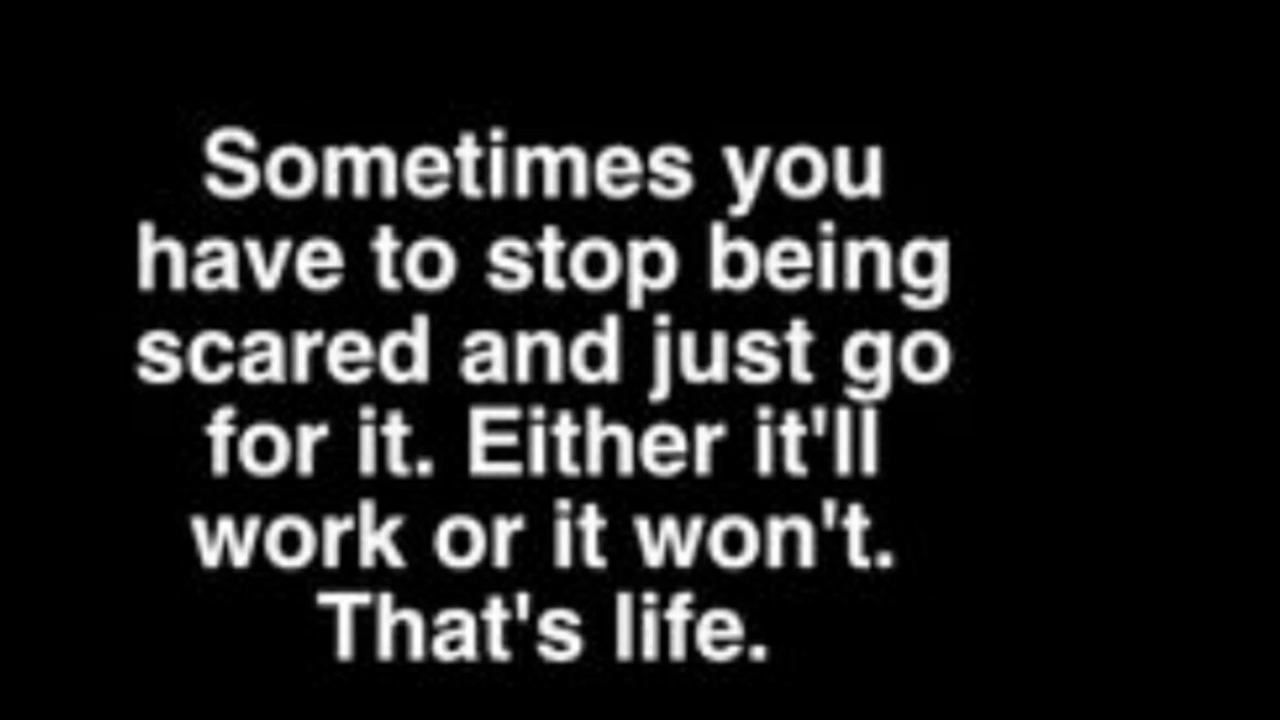 Sometimes you
have to stop being
scared and just go
for it. Either it'll
work or it won't.
That's life.